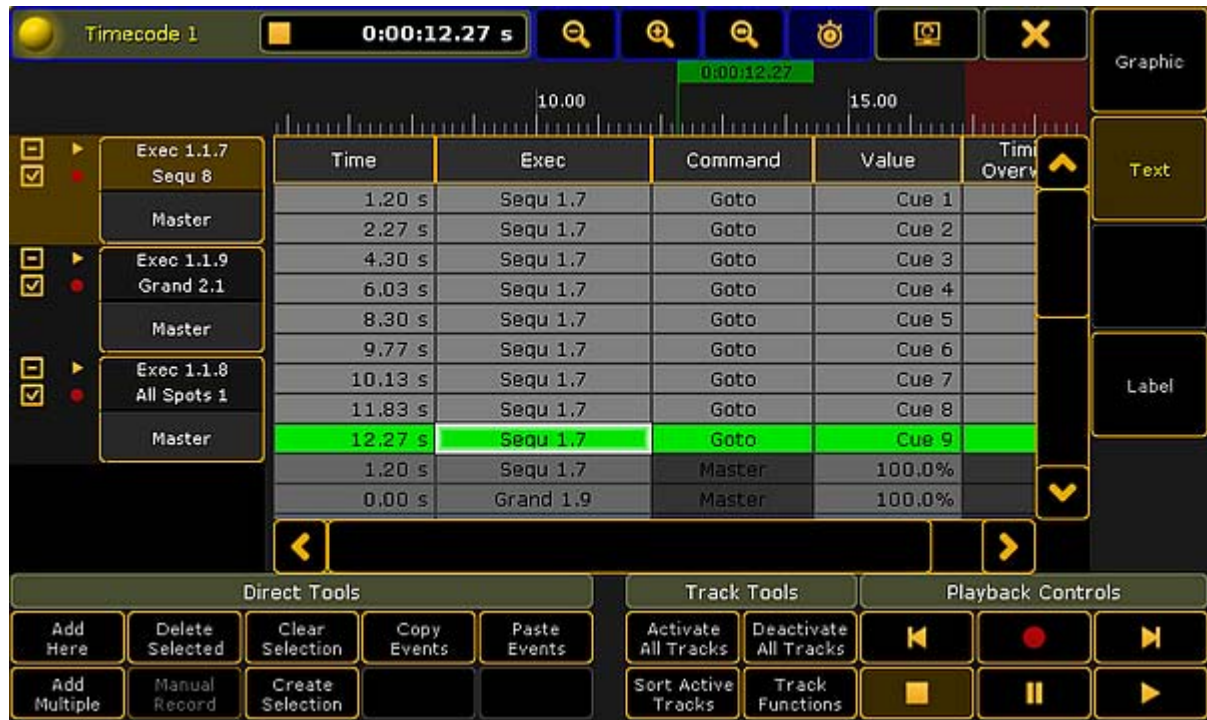 Timecode 1
0:00:12.27 s
Graphic
0:00:12.27
10.00 15.00
Exec 1.1.7
Sequ 8
Master
Exec 1.1.9
Grand 2.1
Master
Exec 1.1.8
All Spots 1
Master
Time Exec Command Value Timi
Overw
1.20 s Sequ 1.7 Goto Cue 1
2.27 s Sequ 1.7 Goto Cue 2
4.30 s Sequ 1.7 Goto Cue 3
6.03 s Sequ 1.7 Goto Cue 4
8.30 s Sequ 1.7 Goto Cue 5
9.77 s Sequ 1.7 Goto Cue 6
10.13 s Sequ 1.7 Goto Cue 7
11.83 s Sequ 1.7 Goto Cue 8
12.27 s Sequ 1.7 Goto Cue 9
1.20 s Sequ 1.7 Master 100.0%
0.00 s Grand 1.9 Master 100.0%
Text
Label
Direct Tools
Add
Here
Delete
Selected
Clear
Selection
Copy
Events
Paste
Events
Add
Multiple
Manual
Record
Create
Selection
Track Tools
Activate
All Tracks
Deactivate
All Tracks
Sort Active
Tracks
Track
Functions
Playback Controls